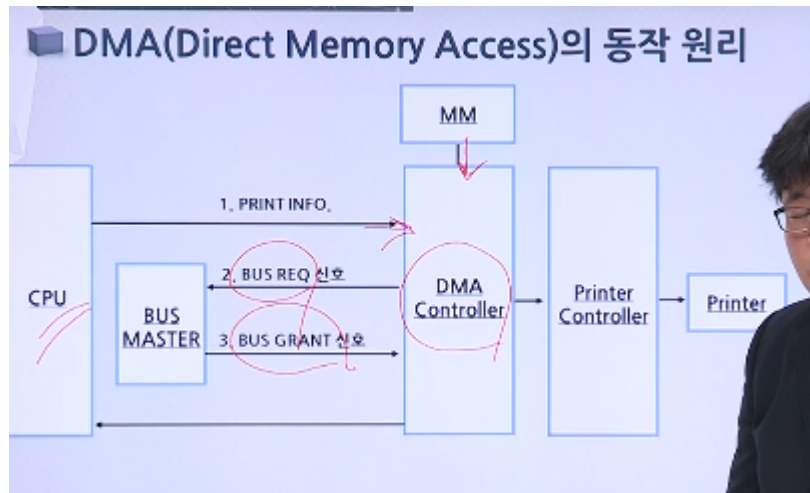 DMA(Direct Memory Access)의 동작 원리
MM
1. PRINT INFO.
2. BUS REQ 신호
CPU
BUS
MASTER
DMA
Controller
Printer
Controller
Printer
3. BUS GRANT 신호